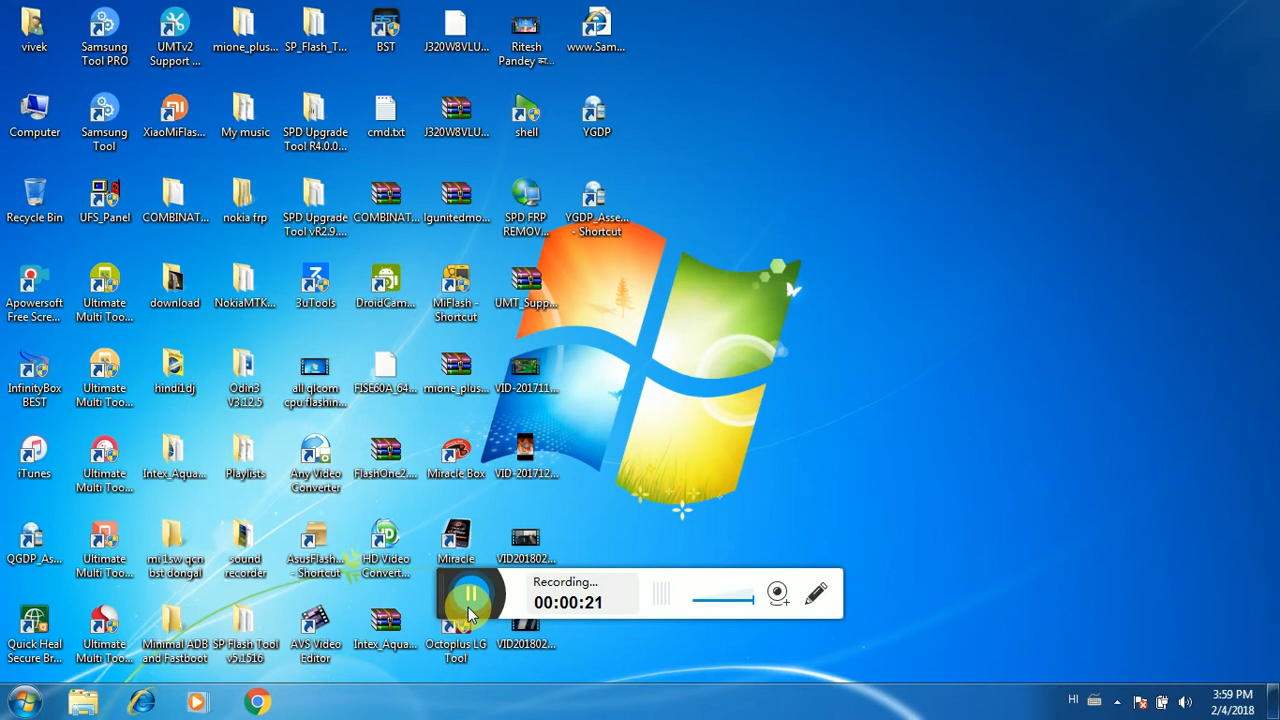 vivek
Samsung
Tool PRO
UMTv2
Support ...
mione_plus...
SP_Flash_T...
BST
J320W8VLU...
Ritesh
Pandey का...
www.Sam...
Computer
Samsung
Tool
XiaoMiFlas...
My music
SPD Upgrade
Tool R4.0.0...
cmd.txt
J320W8VLU...
shell
YGDP
Recycle Bin
UFS_Panel
COMBINAT...
nokia frp
SPD Upgrade
Tool vR2.9....
COMBINAT...
lgunitedmo...
SPD FRP
REMOV...
YGDP_Asse...
- Shortcut
Apowersoft
Free Scre...
Ultimate
Multi Too...
download
NokiaMTK...
3uTools
DroidCam...
MiFlash -
Shortcut
UMT_Supp...
InfinityBox
BEST
Ultimate
Multi Too...
hindi1dj
Odin3
V3.12.5
all qlcom
cpu flashin...
FISE60A_64...
mione_plus...
VID-201711...
iTunes
Ultimate
Multi Too...
Intex_Aqua...
Playlists
Any Video
Converter
FlashOne2....
Miracle Box
VID-201712...
QGDP_As...
Ultimate
Multi Too...
mi 1sw qcn
bst dongal
sound
recorder
AsusFlash...
- Shortcut
HD Video
Convert...
Miracle
VID201802...
Recording...
00:00:21
Quick Heal
Secure Br...
Ultimate
Multi Too...
Minimal ADB
and Fastboot
SP Flash Tool
v5.1516
AVS Video
Editor
Intex_Aqua...
Octoplus LG
Tool
VID201802...
HI
3:59 PM
2/4/2018